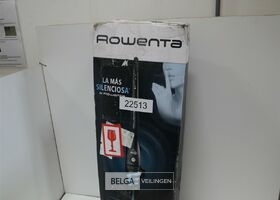 Rowenta
LA MÁS
SILENCIOSA
22513
BELGA VEILINGEN